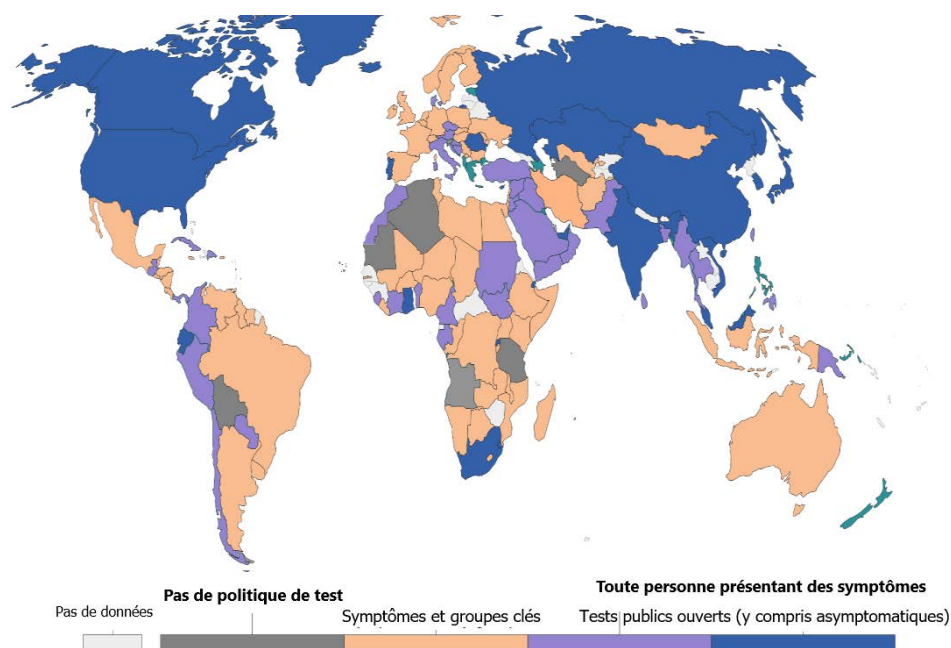 Pas de politique de test
Toute personne présentant des symptômes
Pas de données
Symptômes et groupes clés
Tests publics ouverts (y compris asymptomatiques)